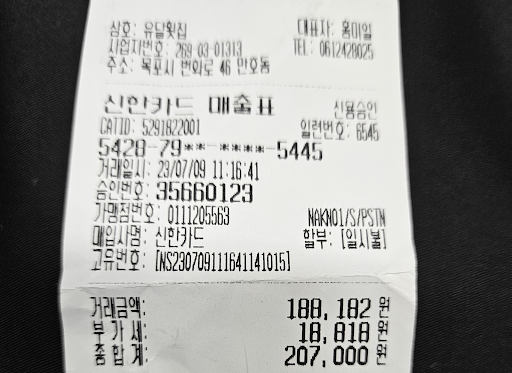 상호: 유달횟집 대표자: 홍미일
사업자번호: 269-03-01313 TEL: 0612428025
주소: 목포시 번화로 46 만호동
신한카드 매출표 신용승인
CATID: 5291822001 일련번호: 6545
5428-79**-****-5445
거래일시: 23/07/09 11:16:41
승인번호: 35660123
가맹점번호: 0111205563 NAKNO1/S/PSTN
매입사명: 신한카드 할부: [일시불]
고유번호: [NS230709111641141015]
거래금액: 188,182 원
부가세: 18,818 원
총합계: 207,000 원